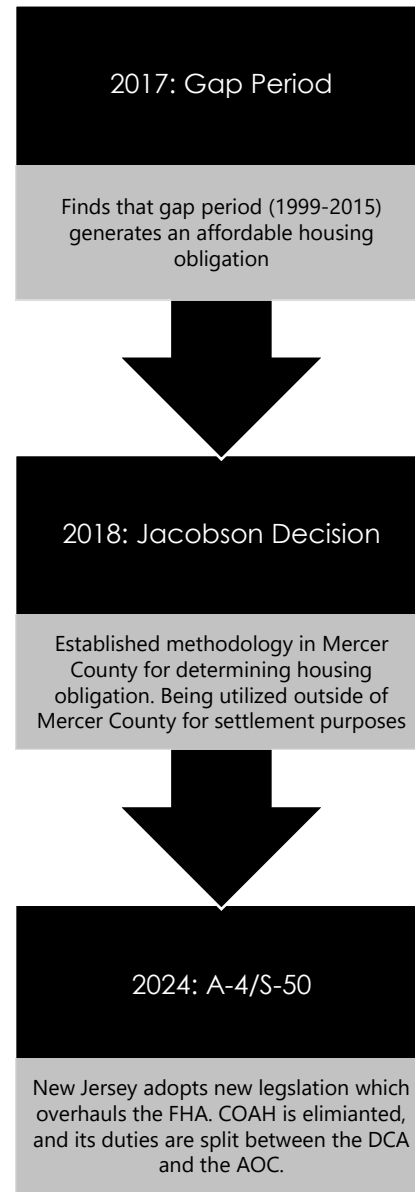 2017: Gap Period
Finds that gap period (1999-2015)
generates an affordable housing
obligation
2018: Jacobson Decision
Established methodology in Mercer
County for determining housing
obligation. Being utilized outside of
Mercer County for settlement purposes
2024: A-4/S-50
New Jersey adopts new legslation which
overhauls the FHA. COAH is elimianted,
and its duties are split between the DCA
and the AOC.